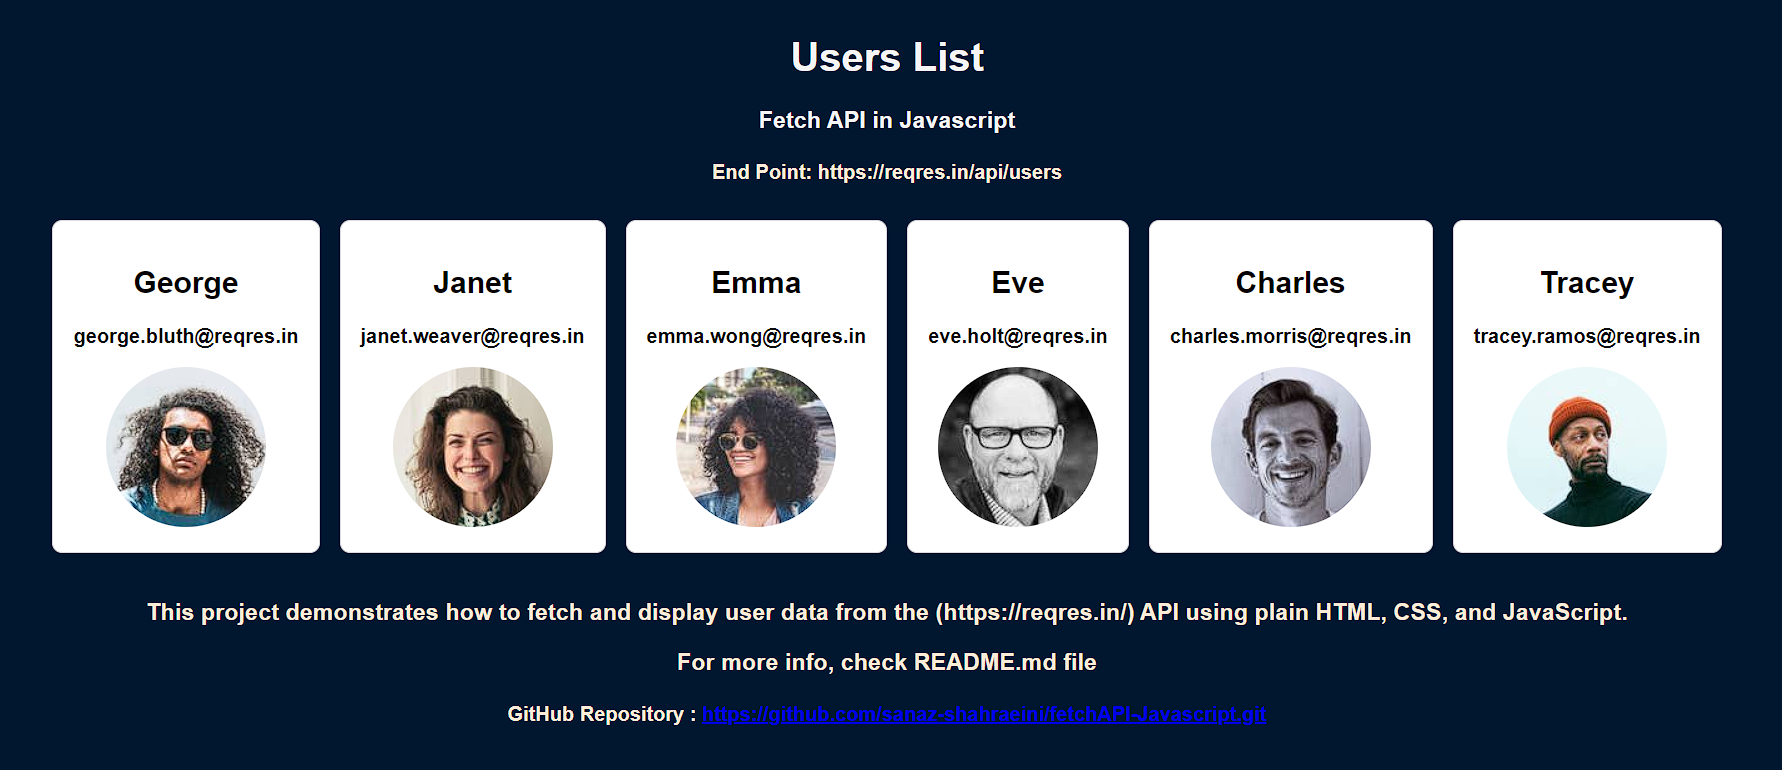 Users List
Fetch API in Javascript
End Point: https://reqres.in/api/users
George
george.bluth@reqres.in
Janet
janet.weaver@reqres.in
Emma
emma.wong@reqres.in
Eve
eve.holt@reqres.in
Charles
charles.morris@reqres.in
Tracey
tracey.ramos@reqres.in
This project demonstrates how to fetch and display user data from the (https://reqres.in/) API using plain HTML, CSS, and JavaScript.
For more info, check README.md file
GitHub Repository : https://github.com/sanaz-shahraeini/fetchAPI-Javascript.git